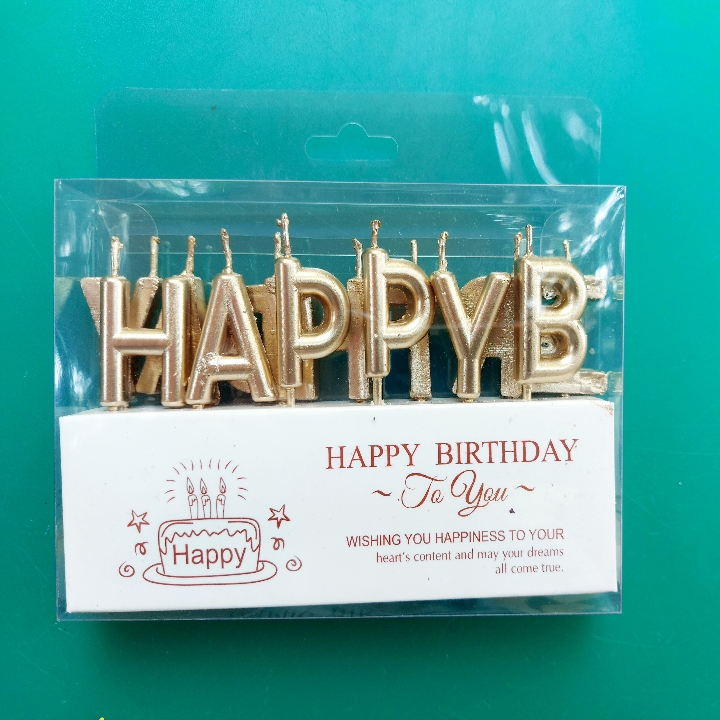 HAPPYB
HAPPY BIRTHDAY
~ To You ~
Happy
WISHING YOU HAPPINESS TO YOUR
heart's content and may your dreams
all come true.